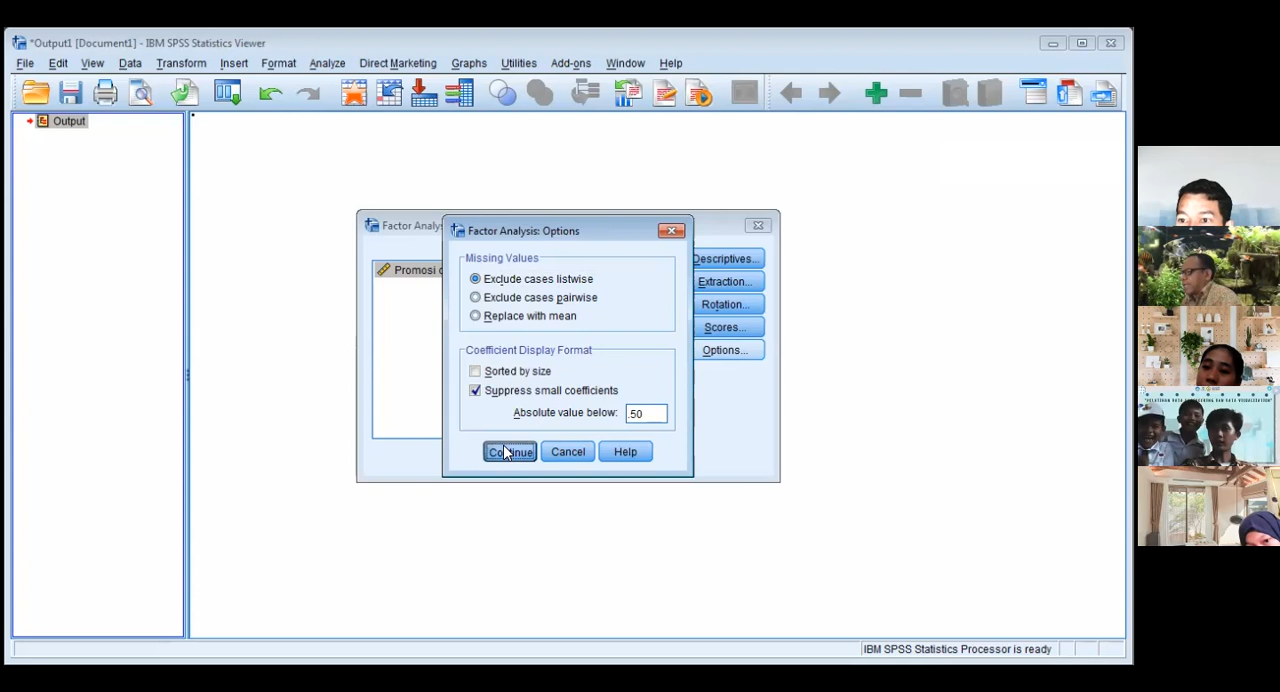 *Output1 [Document1] - IBM SPSS Statistics Viewer
File Edit View Data Transform Insert Format Analyze Direct Marketing Graphs Utilities Add-ons Window Help
Output
Factor Analy
Factor Analysis: Options
Promosi
Missing Values
Exclude cases listwise
Exclude cases pairwise
Replace with mean
Coefficient Display Format
Sorted by size
Suppress small coefficients
Absolute value below: .50
Continue Cancel Help
Descriptives...
Extraction...
Rotation...
Scores...
Options...
IBM SPSS Statistics Processor is ready